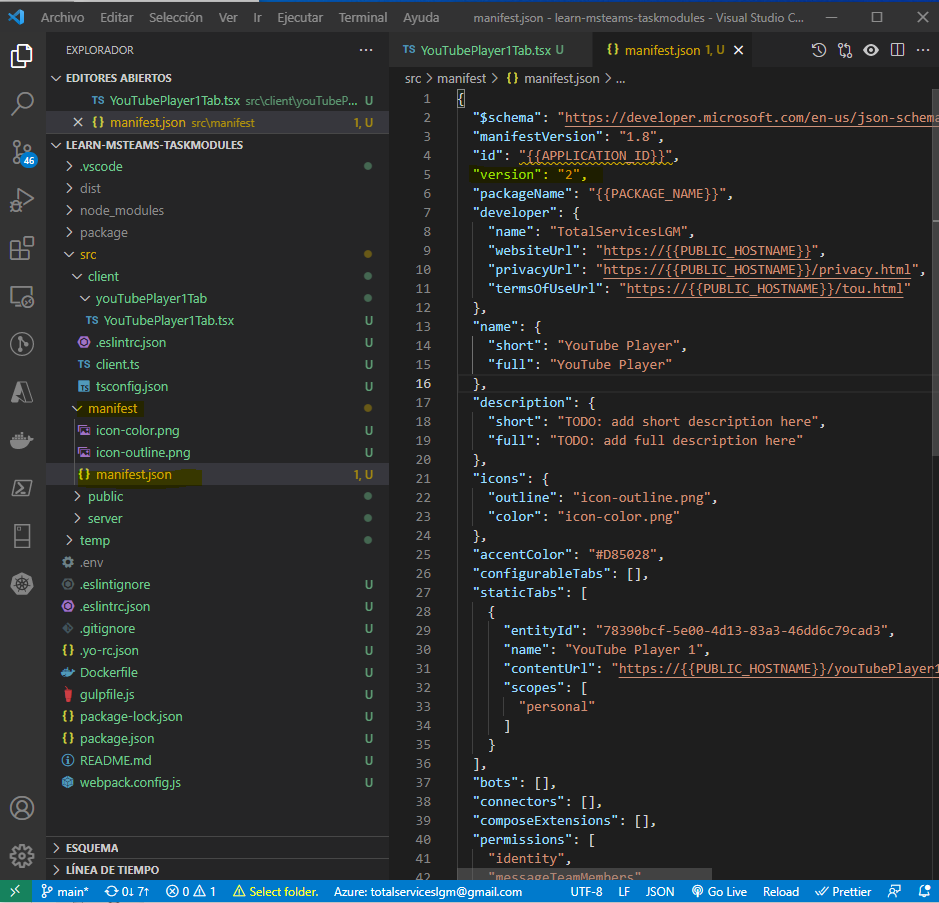 Archivo Editar Selección Ver Ir Ejecutar Terminal Ayuda manifest.json - learn-msteams-taskmodules - Visual Studio C...
EXPLORADOR
EDITORES ABIERTOS
TS YouTubePlayer1Tab.tsx src\client\youTubeP... U
{} manifest.json src\manifest 1, U
LEARN-MSTEAMS-TASKMODULES
.vscode
dist
node_modules
package
src
client
youTubePlayer1Tab
TS YouTubePlayer1Tab.tsx U
.eslintrc.json U
TS client.ts U
TS tsconfig.json U
manifest
icon-color.png U
icon-outline.png U
{} manifest.json 1, U
public
server
temp
.env
.eslintignore U
.eslintrc.json U
.gitignore U
{} .yo-rc.json U
Dockerfile U
gulpfile.js U
{} package-lock.json U
{} package.json U
README.md U
webpack.config.js U
ESQUEMA
LÍNEA DE TIEMPO
46
TS YouTubePlayer1Tab.tsx U {} manifest.json 1, U
src > manifest > {} manifest.json > ...
1 {
2 "$schema": "https://developer.microsoft.com/en-us/json-schema
3 "manifestVersion": "1.8",
4 "id": "{{APPLICATION_ID}}",
5 "version": "2",
6 "packageName": "{{PACKAGE_NAME}}",
7 "developer": {
8 "name": "TotalServicesLGM",
9 "websiteUrl": "https://{{PUBLIC_HOSTNAME}}",
10 "privacyUrl": "https://{{PUBLIC_HOSTNAME}}/privacy.html",
11 "termsOfUseUrl": "https://{{PUBLIC_HOSTNAME}}/tou.html"
12 },
13 "name": {
14 "short": "YouTube Player",
15 "full": "YouTube Player"
16 },
17 "description": {
18 "short": "TODO: add short description here",
19 "full": "TODO: add full description here"
20 },
21 "icons": {
22 "outline": "icon-outline.png",
23 "color": "icon-color.png"
24 },
25 "accentColor": "#D85028",
26 "configurableTabs": [],
27 "staticTabs": [
28 {
29 "entityId": "78390bcf-5e00-4d13-83a3-46dd6c79cad3",
30 "name": "YouTube Player 1",
31 "contentUrl": "https://{{PUBLIC_HOSTNAME}}/youTubePlayer1
32 "scopes": [
33 "personal"
34 ]
35 }
36 ],
37 "bots": [],
38 "connectors": [],
39 "composeExtensions": [],
40 "permissions": [
41 "identity",
42 "messageTeamMembers"
main* 0↓ 7↑ 0 1 Select folder. Azure: totalserviceslgm@gmail.com UTF-8 LF JSON Go Live Reload Prettier